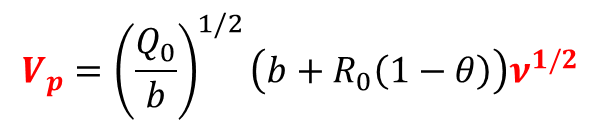 V_p = (Q_0/b)^{1/2} (b + R_0(1 − θ))ν^{1/2}